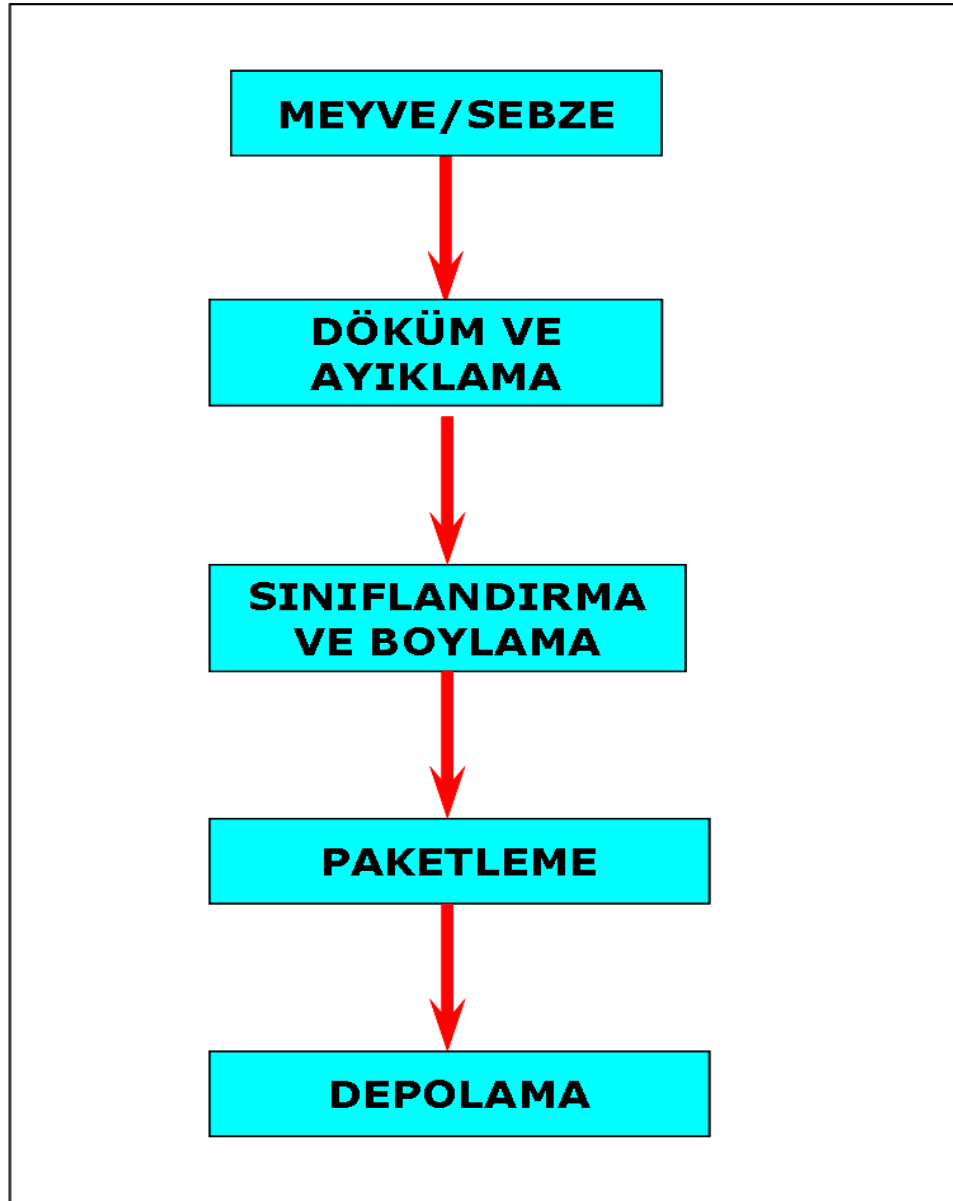 MEYVE/SEBZE
DÖKÜM VE
AYIKLAMA
SINIFLANDIRMA
VE BOYLAMA
PAKETLEME
DEPOLAMA